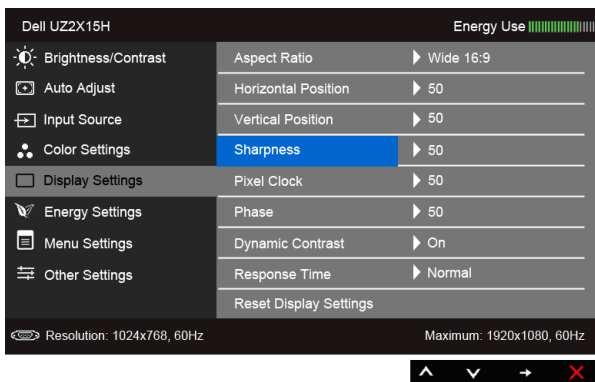 Dell UZ2X15H Energy Use
Brightness/Contrast Aspect Ratio Wide 16:9
Auto Adjust Horizontal Position 50
Input Source Vertical Position 50
Color Settings Sharpness 50
Display Settings Pixel Clock 50
Energy Settings Phase 50
Menu Settings Dynamic Contrast On
Other Settings Response Time Normal
Reset Display Settings
Resolution: 1024x768, 60Hz Maximum: 1920x1080, 60Hz